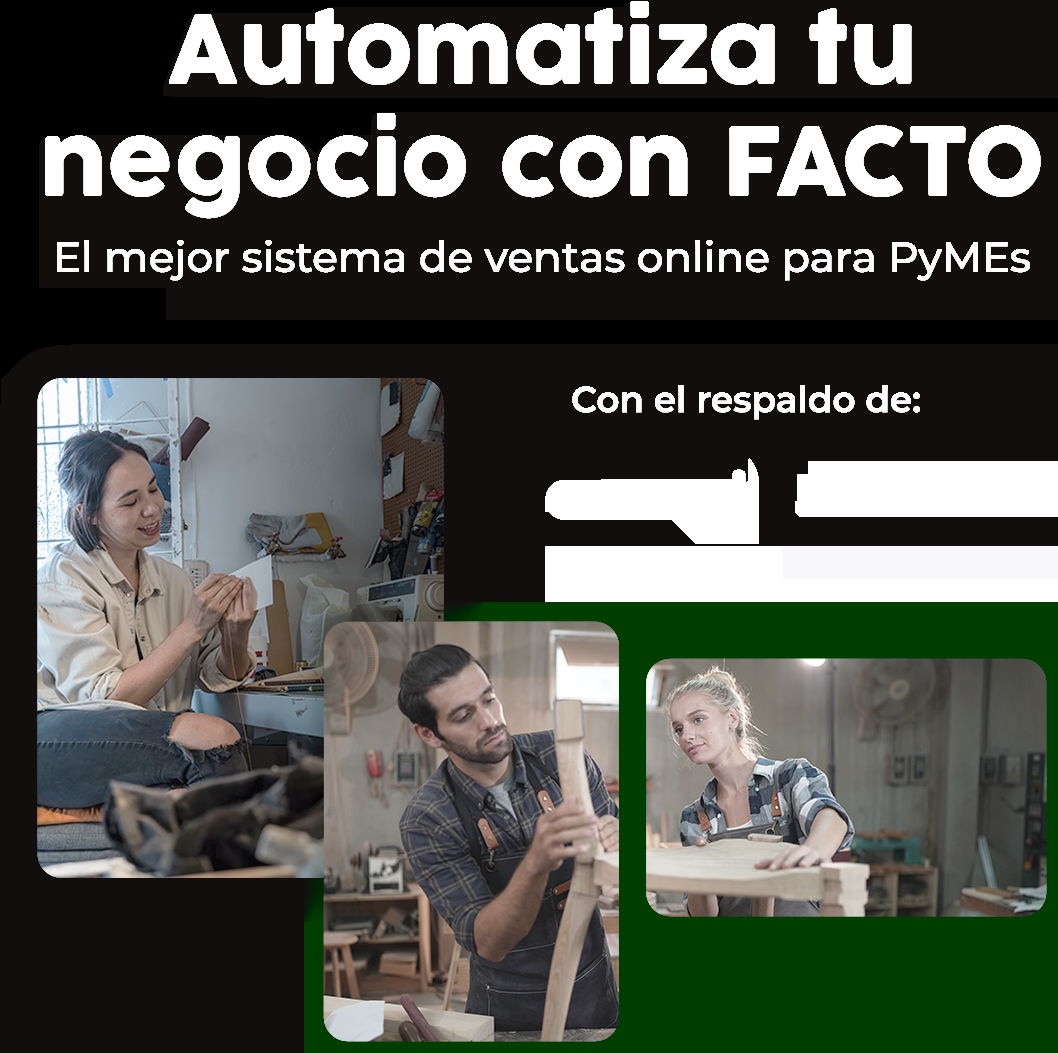 Automatiza tu
negocio con FACTO
El mejor sistema de ventas online para PyMEs
Con el respaldo de: